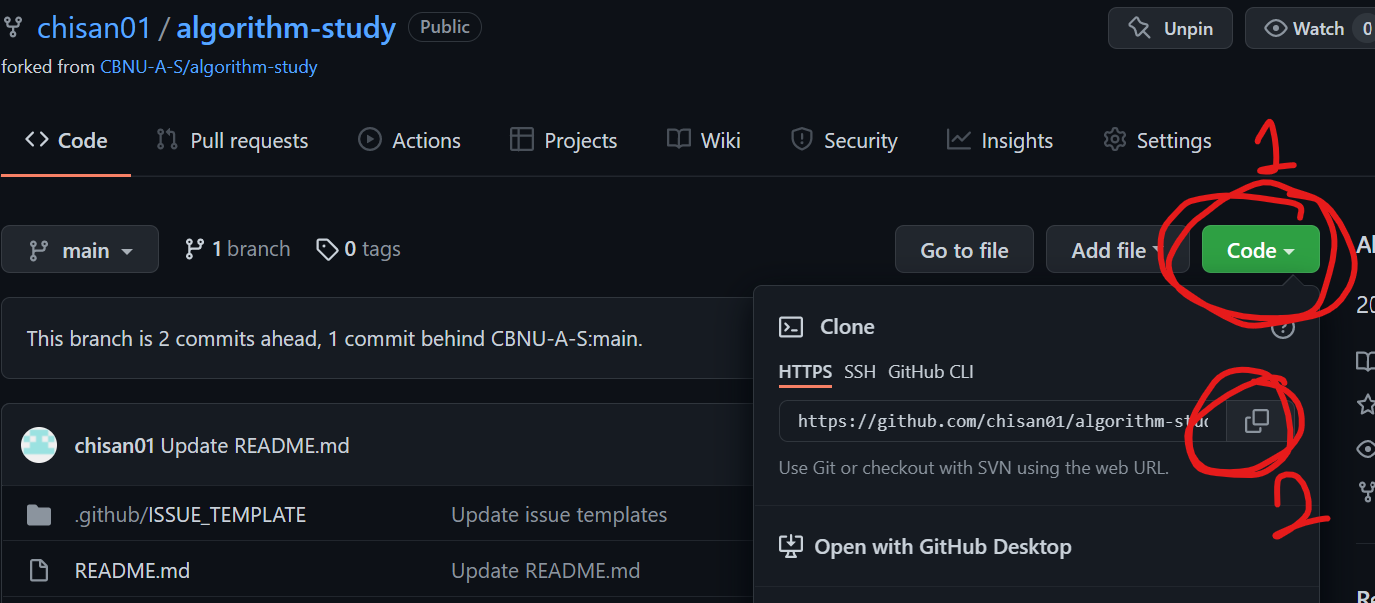 chisan01 / algorithm-study Public
Unpin
Watch 0
forked from CBNU-A-S/algorithm-study
Code
Pull requests
Actions
Projects
Wiki
Security
Insights
Settings
1
main
1 branch
0 tags
Go to file
Add file
Code
This branch is 2 commits ahead, 1 commit behind CBNU-A-S:main.
Clone
HTTPS SSH GitHub CLI
https://github.com/chisan01/algorithm-stud
Use Git or checkout with SVN using the web URL.
2
Open with GitHub Desktop
chisan01 Update README.md
.github/ISSUE_TEMPLATE
Update issue templates
README.md
Update README.md